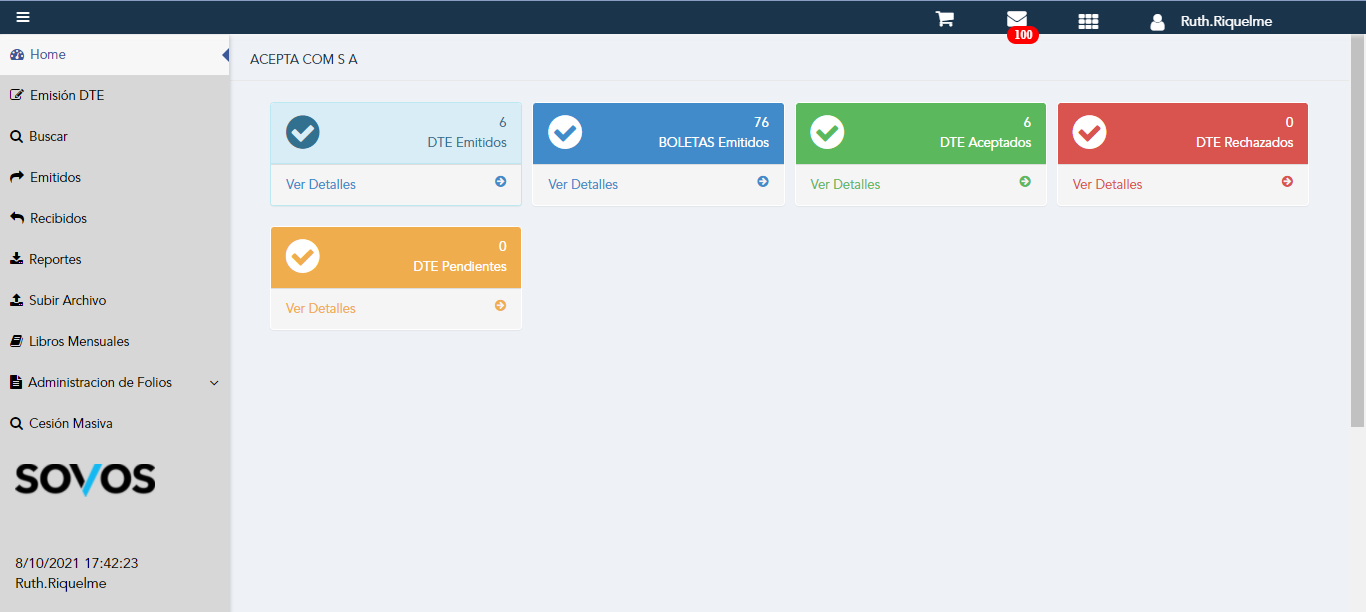 Ruth.Riquelme
100
Home
Emisión DTE
Buscar
Emitidos
Recibidos
Reportes
Subir Archivo
Libros Mensuales
Administracion de Folios
Cesión Masiva
SOVOS
8/10/2021 17:42:23
Ruth.Riquelme
ACEPTA COM S A
6
DTE Emitidos
Ver Detalles
76
BOLETAS Emitidos
Ver Detalles
6
DTE Aceptados
Ver Detalles
0
DTE Rechazados
Ver Detalles
0
DTE Pendientes
Ver Detalles